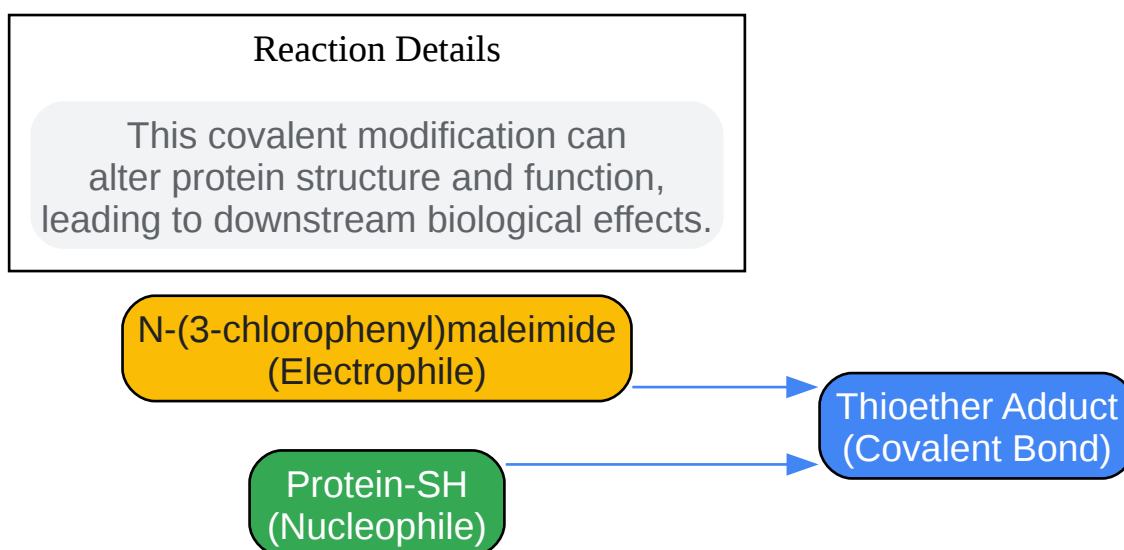 Reaction Details
This covalent modification can
alter protein structure and function,
leading to downstream biological effects.
N-(3-chlorophenyl)maleimide
(Electrophile)
Thioether Adduct
(Covalent Bond)
Protein-SH
(Nucleophile)